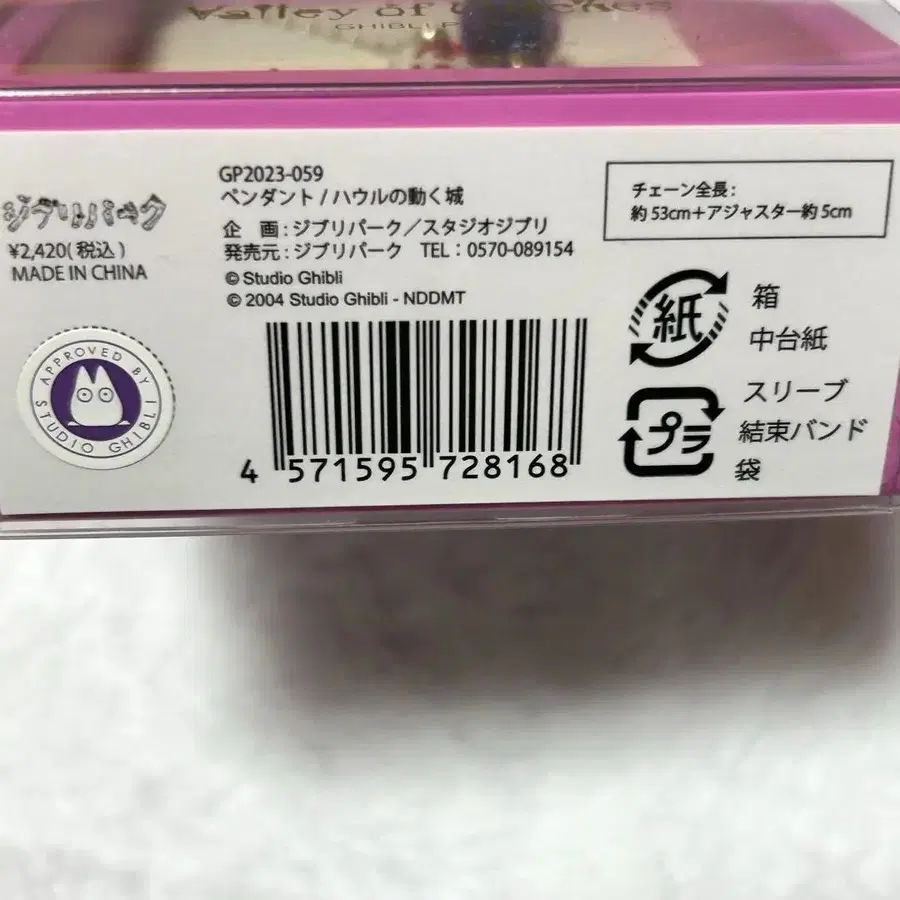 Valley of Witches
ジブリパーク
¥2,420(税込)
MADE IN CHINA
APPROVED BY
STUDIO GHIBLI
GP2023-059
ペンダント / ハウルの動く城
企　画：ジブリパーク／スタジオジブリ
発売元：ジブリパーク　TEL：0570-089154
© Studio Ghibli
© 2004 Studio Ghibli - NDDMT
4 571595 728168
チェーン全長：
約 53cm＋アジャスター約 5cm
紙
箱
中台紙
プラ
スリーブ
結束バンド
袋